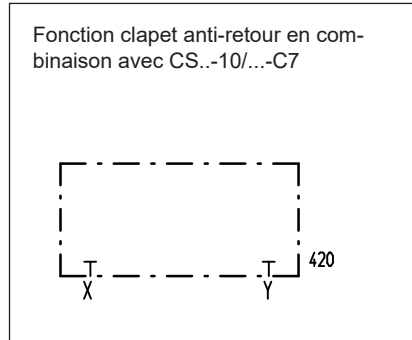 Fonction clapet anti-retour en com-
binaison avec CS..-10/...-C7
420
X
Y